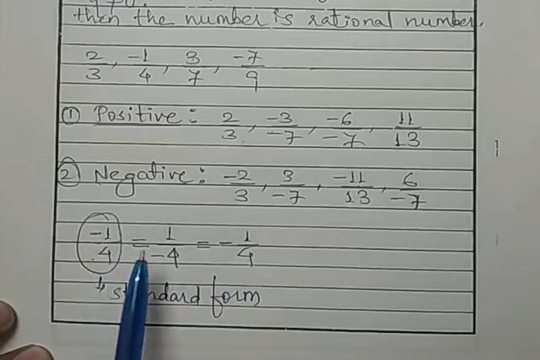 then the number is rational number.
2/3, -1/4, 3/7, -7/9
① Positive: 2/3, -3/-7, -6/-7, 11/13
② Negative: -2/3, 3/-7, -11/13, 6/-7
-1/4 = 1/-4 = -1/4
↳ standard form